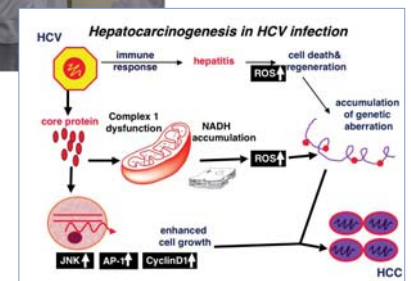 Hepatocarcinogenesis in HCV infection
HCV
immune
response
hepatitis
cell death&
regeneration
ROS
accumulation
of genetic
aberration
core protein
Complex 1
dysfunction
NADH
accumulation
ROS
enhanced
cell growth
JNK
AP-1
CyclinD1
HCC